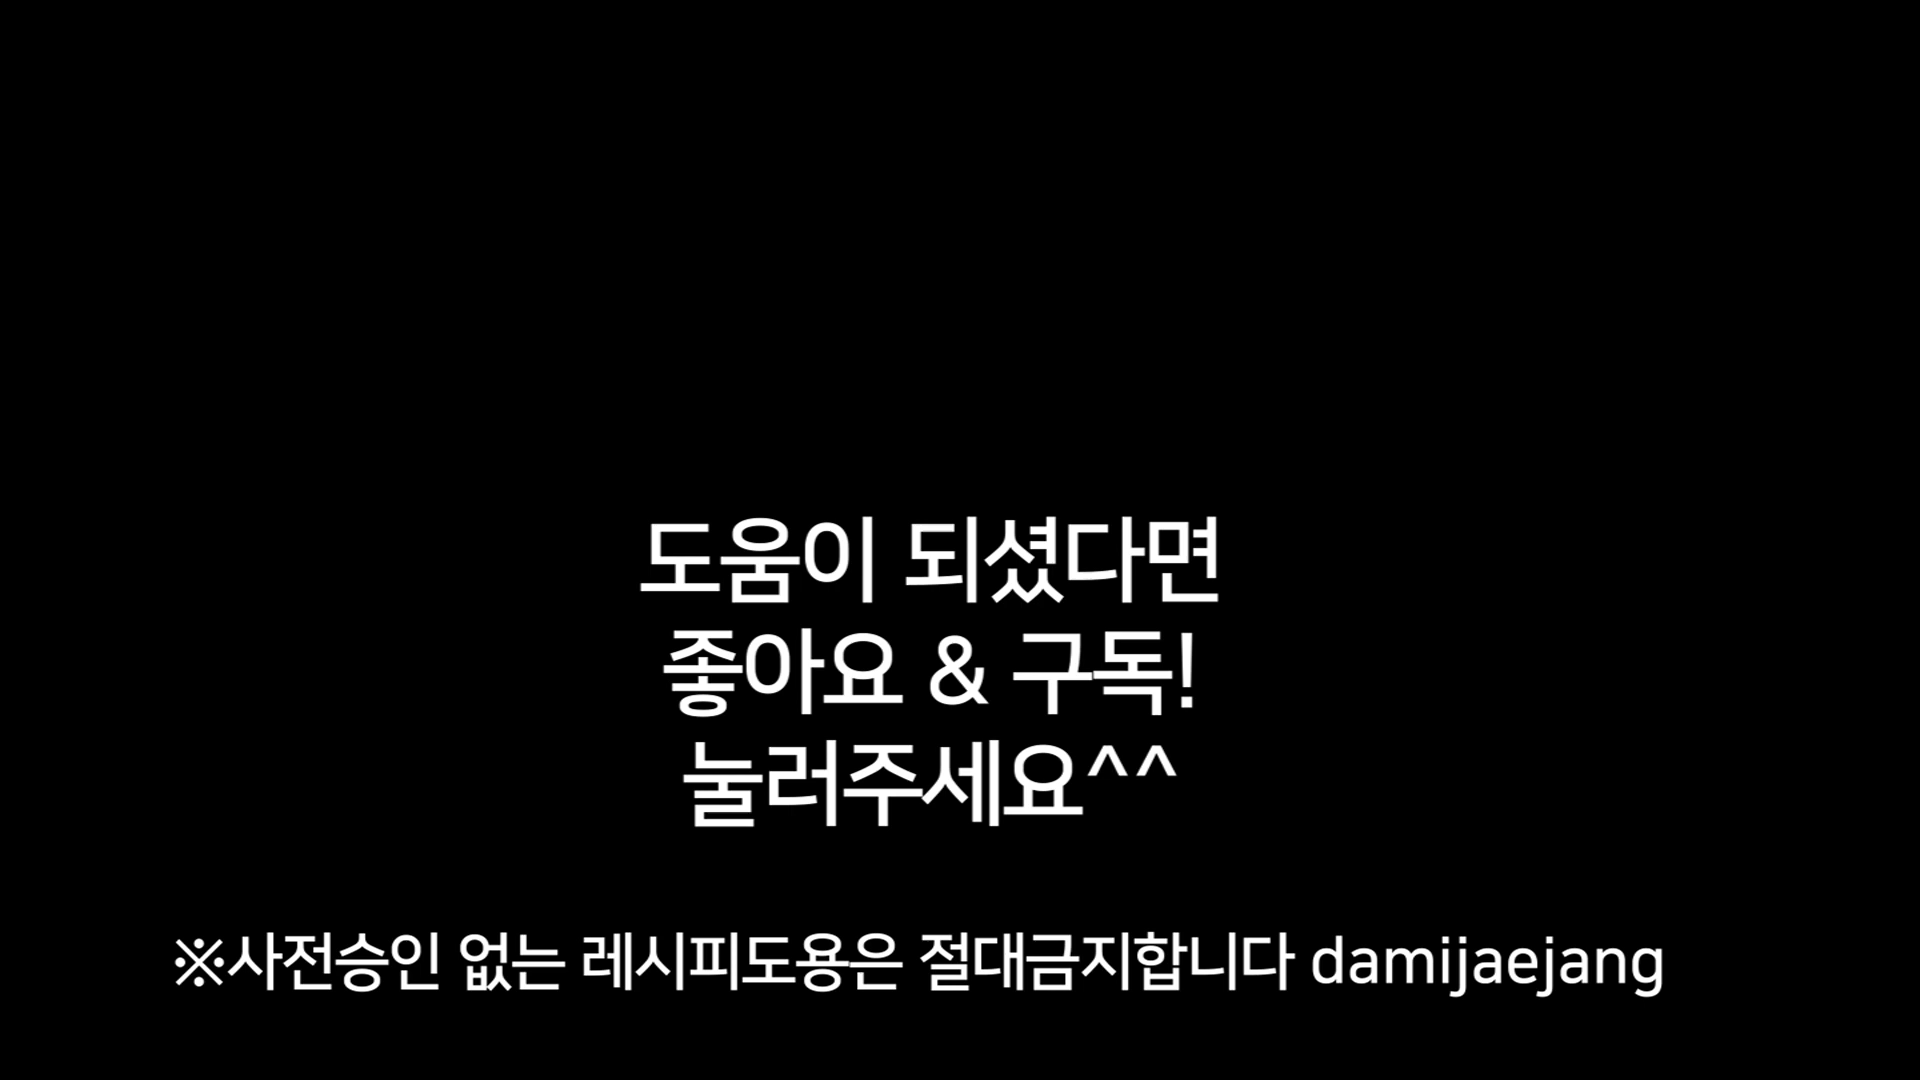 도움이 되셨다면
좋아요 & 구독!
눌러주세요^^
※사전승인 없는 레시피도용은 절대금지합니다 damijaejang